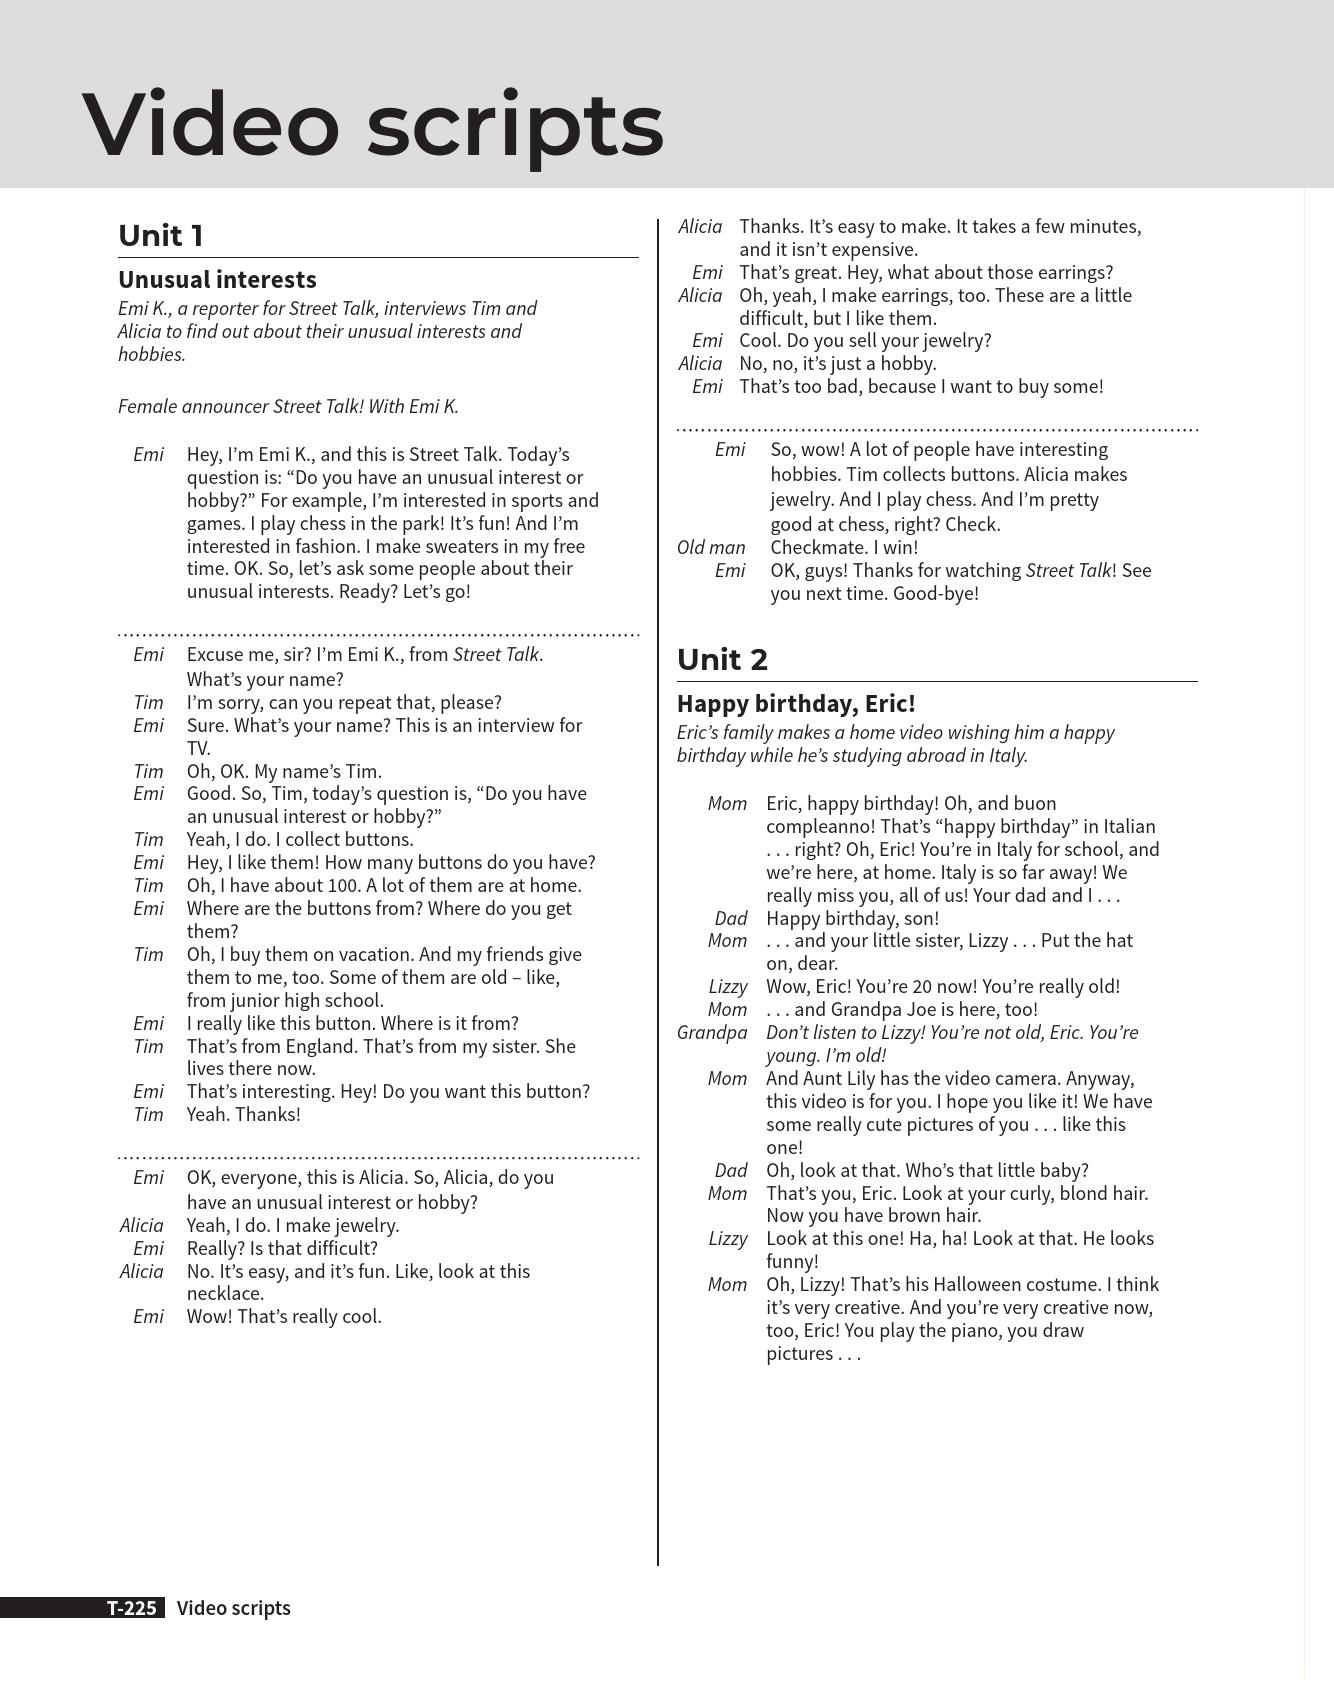 Video scripts
Unit 1
Unusual interests
Emi K., a reporter for Street Talk, interviews Tim and
Alicia to find out about their unusual interests and
hobbies.
Female announcer Street Talk! With Emi K.
Emi Hey, I’m Emi K., and this is Street Talk. Today’s
question is: “Do you have an unusual interest or
hobby?” For example, I’m interested in sports and
games. I play chess in the park! It’s fun! And I’m
interested in fashion. I make sweaters in my free
time. OK. So, let’s ask some people about their
unusual interests. Ready? Let’s go!
Emi Excuse me, sir? I’m Emi K., from Street Talk.
What’s your name?
Tim I’m sorry, can you repeat that, please?
Emi Sure. What’s your name? This is an interview for
TV.
Tim Oh, OK. My name’s Tim.
Emi Good. So, Tim, today’s question is, “Do you have
an unusual interest or hobby?”
Tim Yeah, I do. I collect buttons.
Emi Hey, I like them! How many buttons do you have?
Tim Oh, I have about 100. A lot of them are at home.
Emi Where are the buttons from? Where do you get
them?
Tim Oh, I buy them on vacation. And my friends give
them to me, too. Some of them are old – like,
from junior high school.
Emi I really like this button. Where is it from?
Tim That’s from England. That’s from my sister. She
lives there now.
Emi That’s interesting. Hey! Do you want this button?
Tim Yeah. Thanks!
Emi OK, everyone, this is Alicia. So, Alicia, do you
have an unusual interest or hobby?
Alicia Yeah, I do. I make jewelry.
Emi Really? Is that difficult?
Alicia No. It’s easy, and it’s fun. Like, look at this
necklace.
Emi Wow! That’s really cool.
Alicia Thanks. It’s easy to make. It takes a few minutes,
and it isn’t expensive.
Emi That’s great. Hey, what about those earrings?
Alicia Oh, yeah, I make earrings, too. These are a little
difficult, but I like them.
Emi Cool. Do you sell your jewelry?
Alicia No, no, it’s just a hobby.
Emi That’s too bad, because I want to buy some!
Emi So, wow! A lot of people have interesting
hobbies. Tim collects buttons. Alicia makes
jewelry. And I play chess. And I’m pretty
good at chess, right? Check.
Old man Checkmate. I win!
Emi OK, guys! Thanks for watching Street Talk! See
you next time. Good-bye!
Unit 2
Happy birthday, Eric!
Eric’s family makes a home video wishing him a happy
birthday while he’s studying abroad in Italy.
Mom Eric, happy birthday! Oh, and buon
compleanno! That’s “happy birthday” in Italian
. . . right? Oh, Eric! You’re in Italy for school, and
we’re here, at home. Italy is so far away! We
really miss you, all of us! Your dad and I . . .
Dad Happy birthday, son!
Mom . . . and your little sister, Lizzy . . . Put the hat
on, dear.
Lizzy Wow, Eric! You’re 20 now! You’re really old!
Mom . . . and Grandpa Joe is here, too!
Grandpa Don’t listen to Lizzy! You’re not old, Eric. You’re
young. I’m old!
Mom And Aunt Lily has the video camera. Anyway,
this video is for you. I hope you like it! We have
some really cute pictures of you . . . like this
one!
Dad Oh, look at that. Who’s that little baby?
Mom That’s you, Eric. Look at your curly, blond hair.
Now you have brown hair.
Lizzy Look at this one! Ha, ha! Look at that. He looks
funny!
Mom Oh, Lizzy! That’s his Halloween costume. I think
it’s very creative. And you’re very creative now,
too, Eric! You play the piano, you draw
pictures . . .
T-225 Video scripts